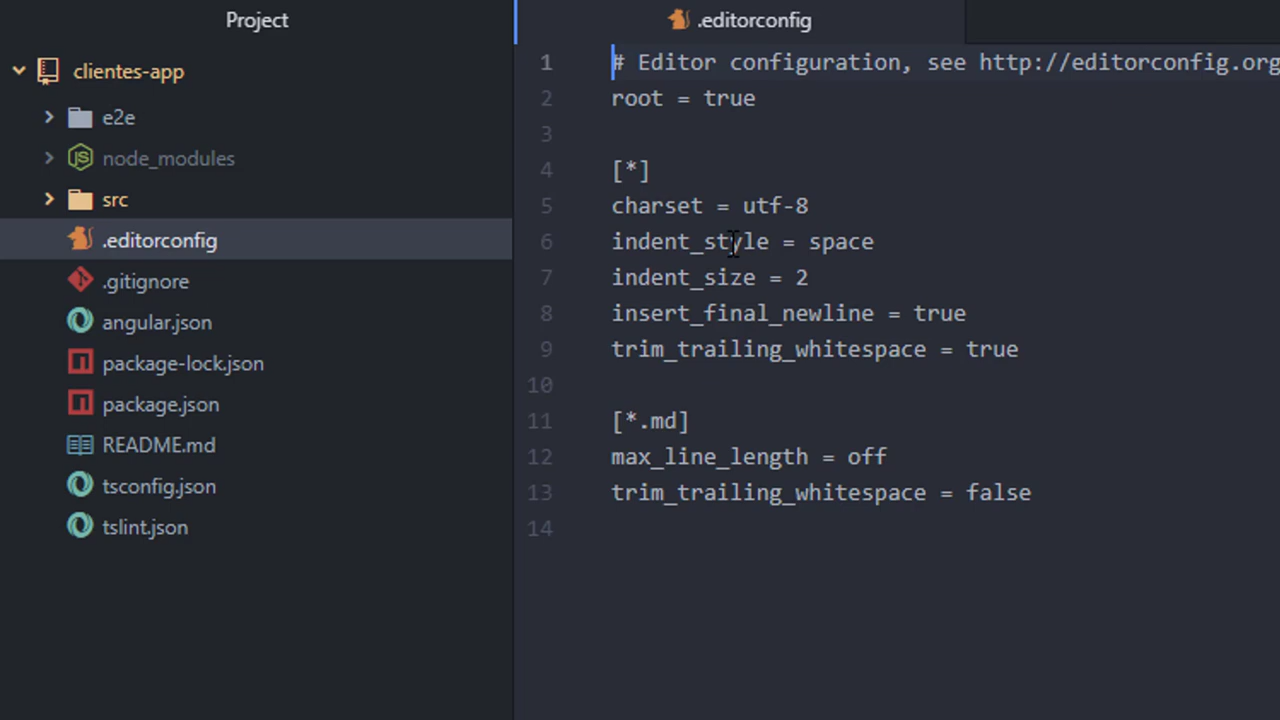 Project
clientes-app
e2e
node_modules
src
.editorconfig
.gitignore
angular.json
package-lock.json
package.json
README.md
tsconfig.json
tslint.json
.editorconfig
1 # Editor configuration, see http://editorconfig.org
2 root = true
3
4 [*]
5 charset = utf-8
6 indent_style = space
7 indent_size = 2
8 insert_final_newline = true
9 trim_trailing_whitespace = true
10
11 [*.md]
12 max_line_length = off
13 trim_trailing_whitespace = false
14